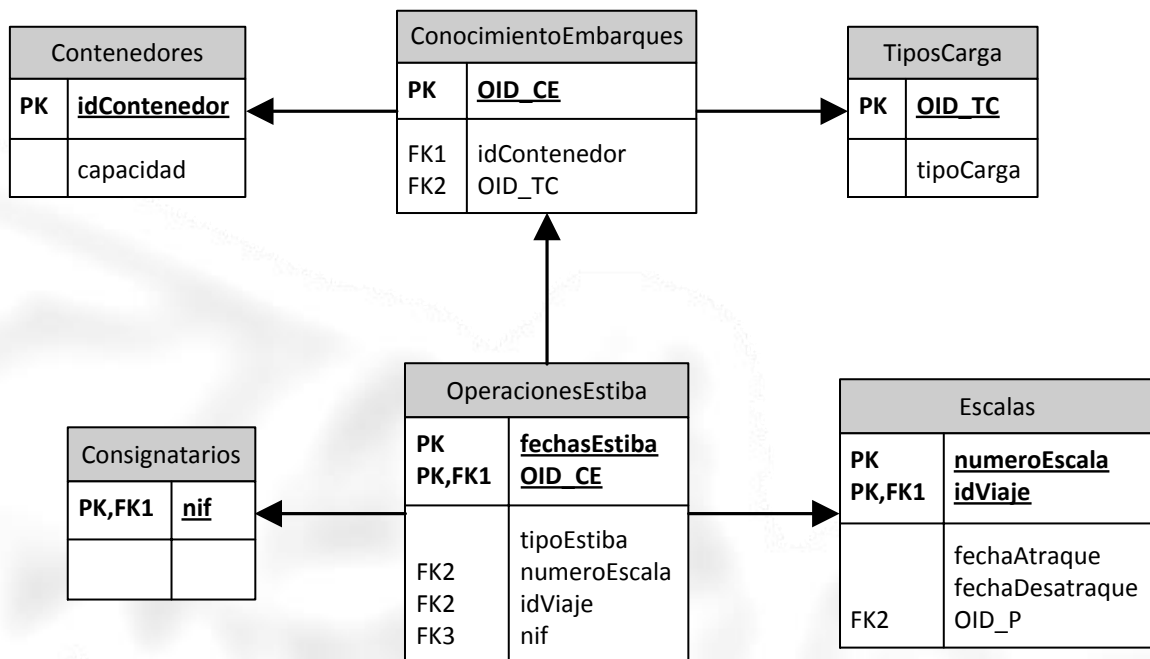 Contenedores
PK idContenedor
capacidad
ConocimientoEmbarques
PK OID_CE
FK1 idContenedor
FK2 OID_TC
TiposCarga
PK OID_TC
tipoCarga
Consignatarios
PK,FK1 nif
OperacionesEstiba
PK fechasEstiba
PK,FK1 OID_CE
tipoEstiba
FK2 numeroEscala
FK2 idViaje
FK3 nif
Escalas
PK numeroEscala
PK,FK1 idViaje
fechaAtraque
fechaDesatraque
FK2 OID_P